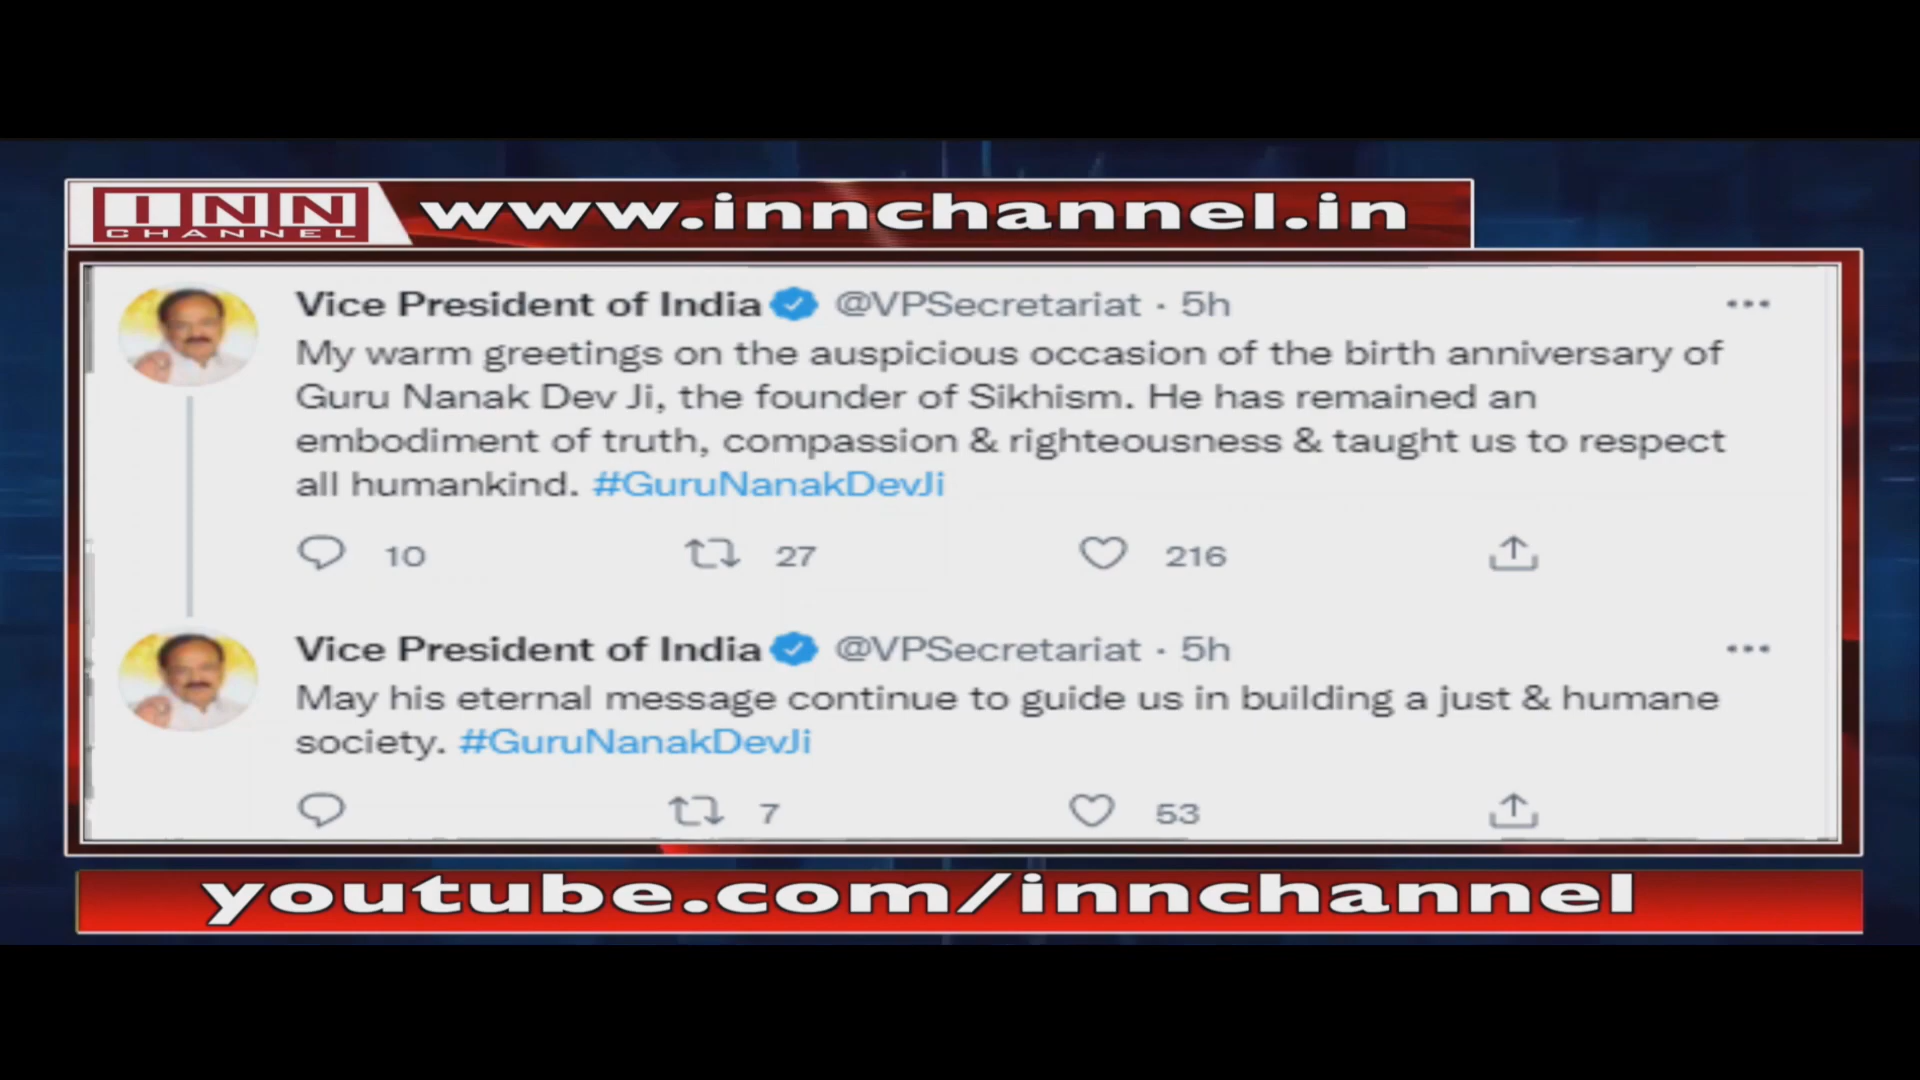 INN
CHANNEL
www.innchannel.in
Vice President of India @VPSecretariat · 5h
My warm greetings on the auspicious occasion of the birth anniversary of
Guru Nanak Dev Ji, the founder of Sikhism. He has remained an
embodiment of truth, compassion & righteousness & taught us to respect
all humankind. #GuruNanakDevJi
10 27 216
Vice President of India @VPSecretariat · 5h
May his eternal message continue to guide us in building a just & humane
society. #GuruNanakDevJi
7 53
youtube.com/innchannel